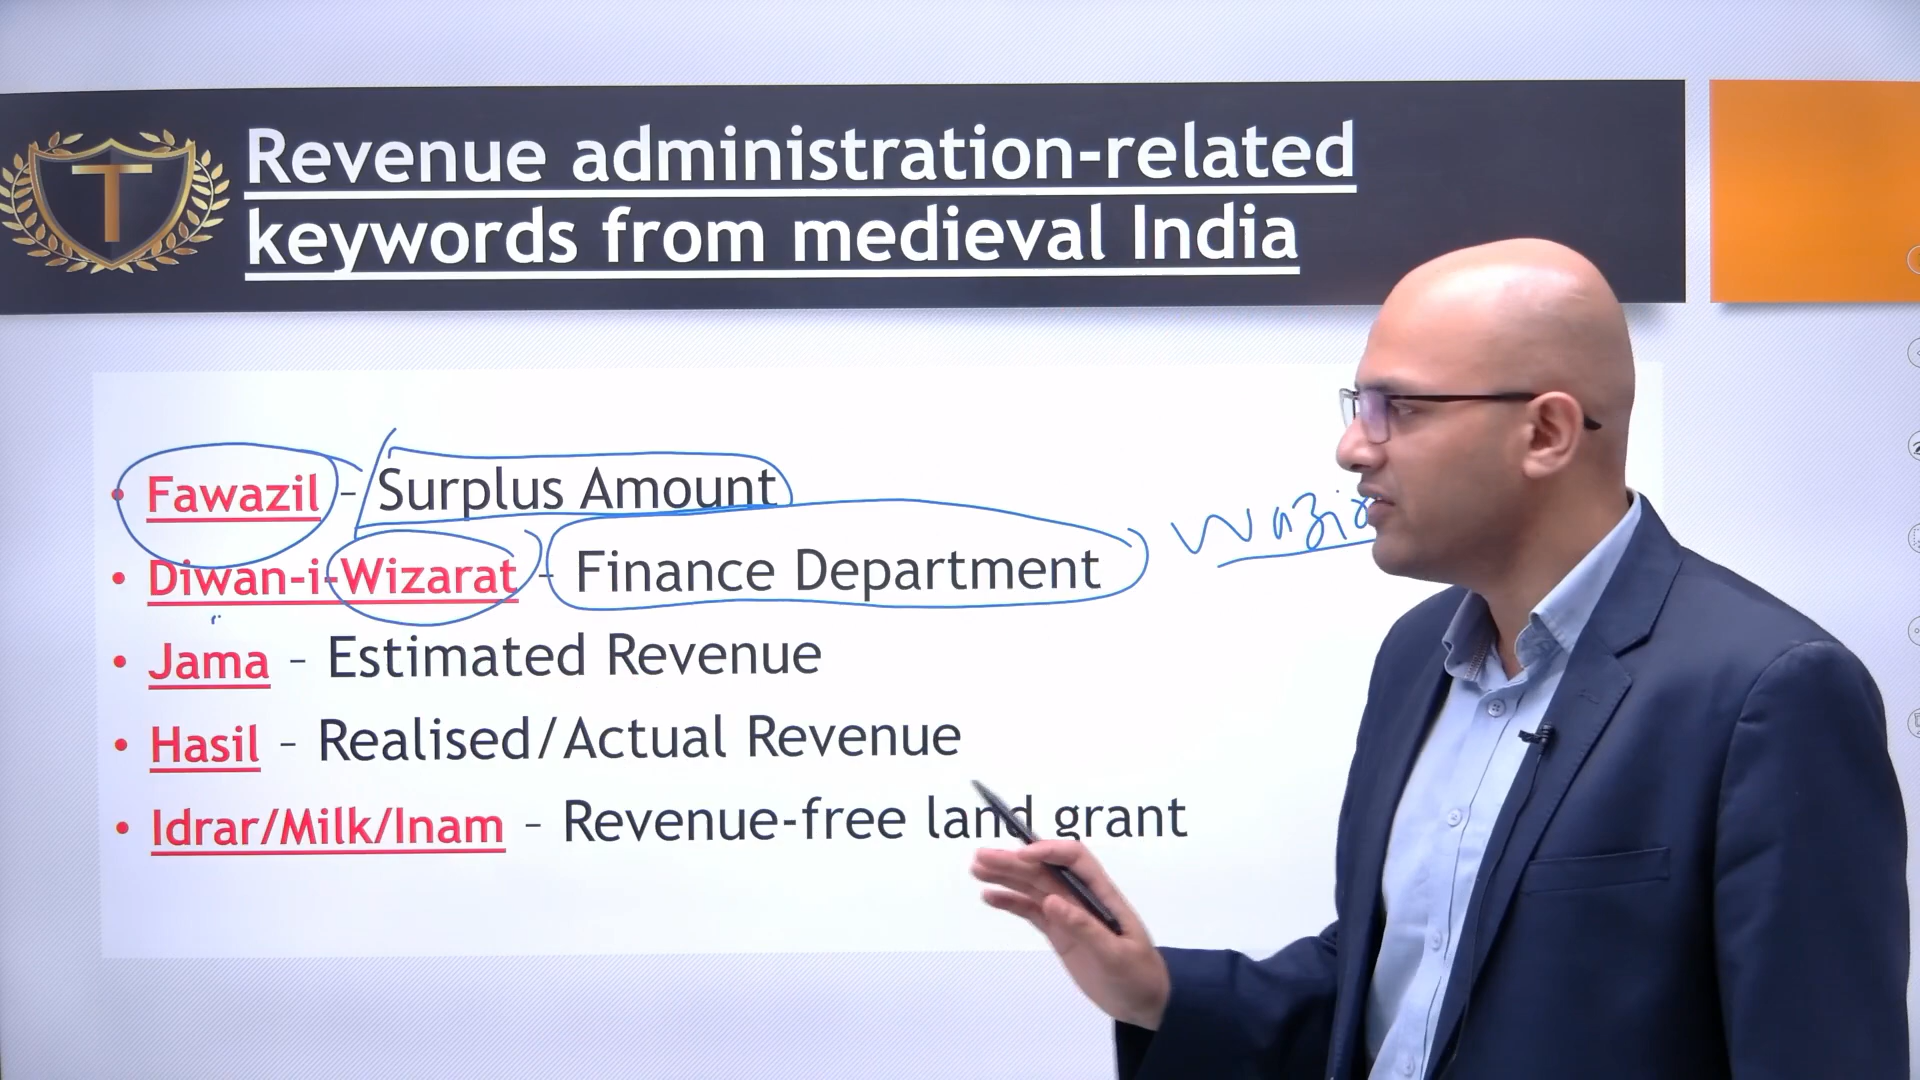 T
Revenue administration-related
keywords from medieval India
• Fawazil – Surplus Amount
• Diwan-i-Wizarat – Finance Department
Wazir
• Jama – Estimated Revenue
• Hasil – Realised/Actual Revenue
• Idrar/Milk/Inam – Revenue-free land grant